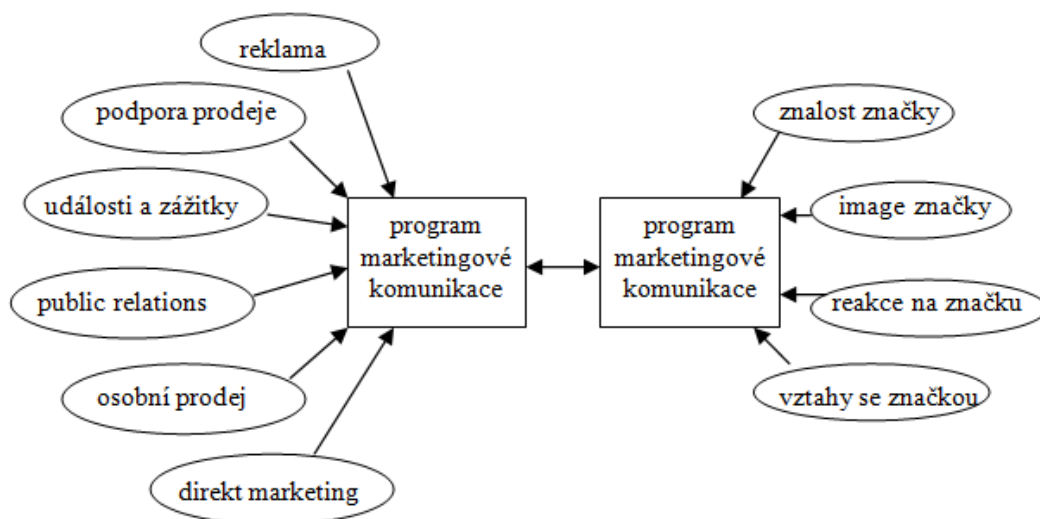 reklama
podpora prodeje
události a zážitky
public relations
osobní prodej
direkt marketing
program
marketingové
komunikace
program
marketingové
komunikace
znalost značky
image značky
reakce na značku
vztahy se značkou